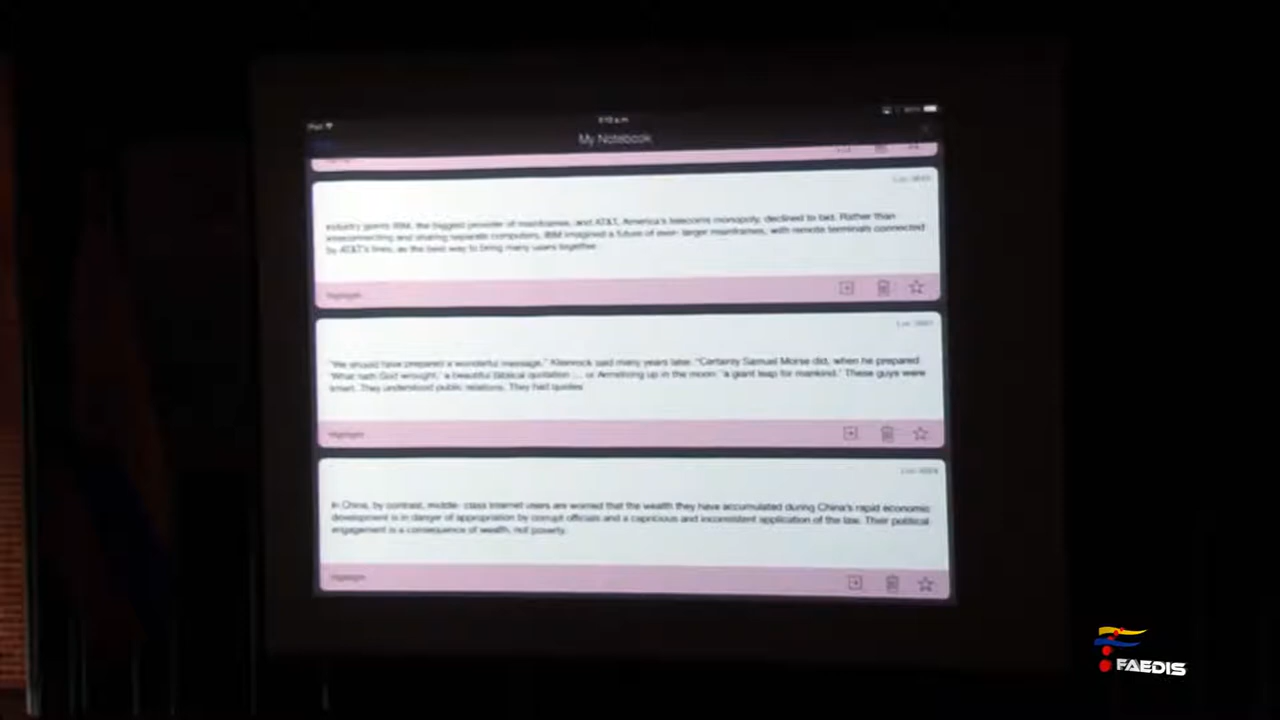 iPad
My Notebook
industry giants IBM, the biggest provider of mainframes, and AT&T, America's telecoms monopoly, declined to bid. Rather than
interconnecting and sharing separate computers, IBM imagined a future of ever- larger mainframes, with remote terminals connected
by AT&T's lines, as the best way to bring many users together
Highlight
"We should have prepared a wonderful message," Kleinrock said many years later. "Certainly Samuel Morse did, when he prepared
'What hath God wrought,' a beautiful Biblical quotation ... or Armstrong up in the moon: 'a giant leap for mankind.' These guys were
smart. They understood public relations. They had quotes
Highlight
In China, by contrast, middle- class Internet users are worried that the wealth they have accumulated during China's rapid economic
development is in danger of appropriation by corrupt officials and a capricious and inconsistent application of the law. Their political
engagement is a consequence of wealth, not poverty.
Highlight
FAEDIS